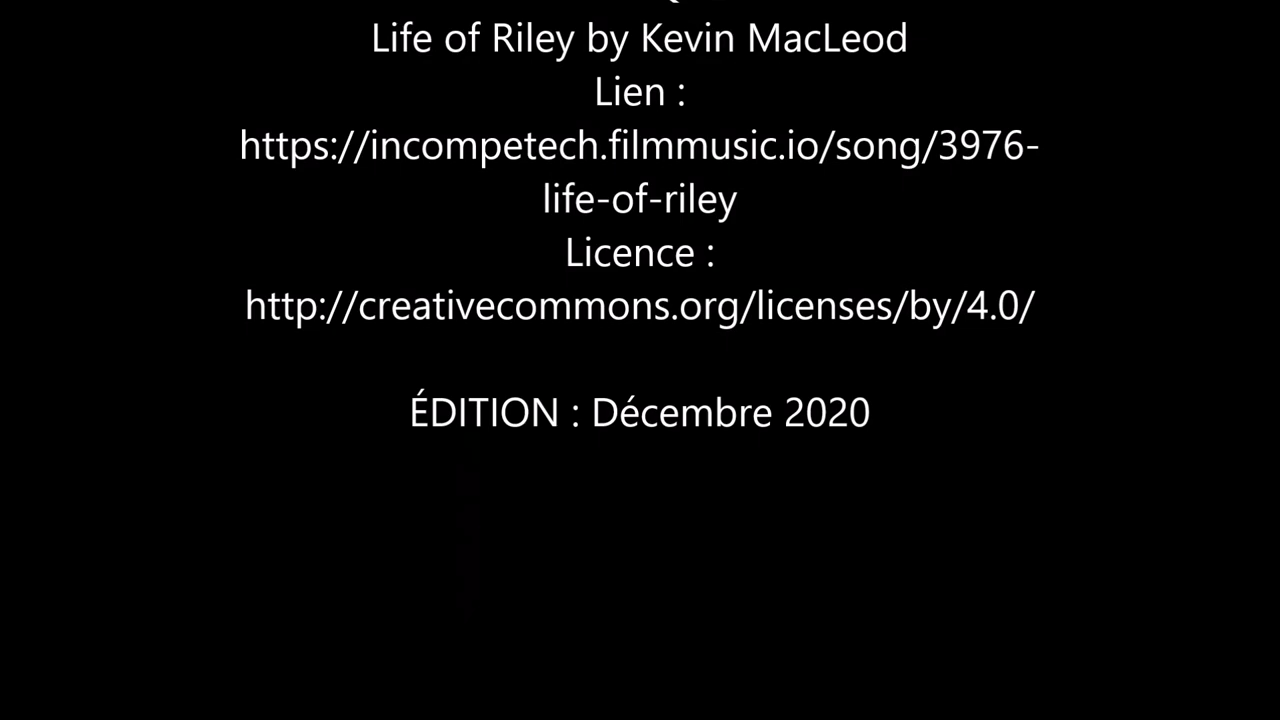 Life of Riley by Kevin MacLeod
Lien :
https://incompetech.filmmusic.io/song/3976-
life-of-riley
Licence :
http://creativecommons.org/licenses/by/4.0/
ÉDITION : Décembre 2020